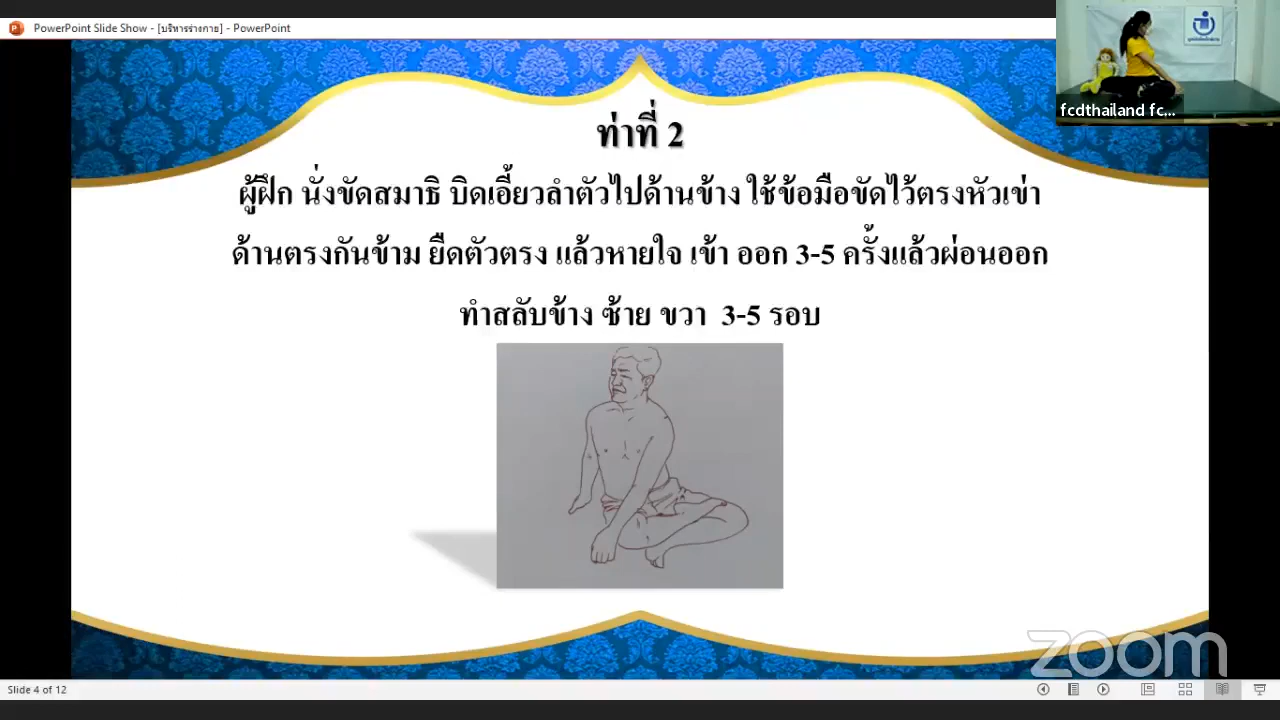 PowerPoint Slide Show - [บริหารร่างกาย] - PowerPoint
fcdthailand fc...
ท่าที่ 2
ผู้ฝึก นั่งขัดสมาธิ บิดเอี้ยวลำตัวไปด้านข้าง ใช้ข้อมือขัดไว้ตรงหัวเข่า
ด้านตรงกันข้าม ยืดตัวตรง แล้วหายใจ เข้า ออก 3-5 ครั้งแล้วผ่อนออก
ทำสลับข้าง ซ้าย ขวา 3-5 รอบ
zoom
Slide 4 of 12